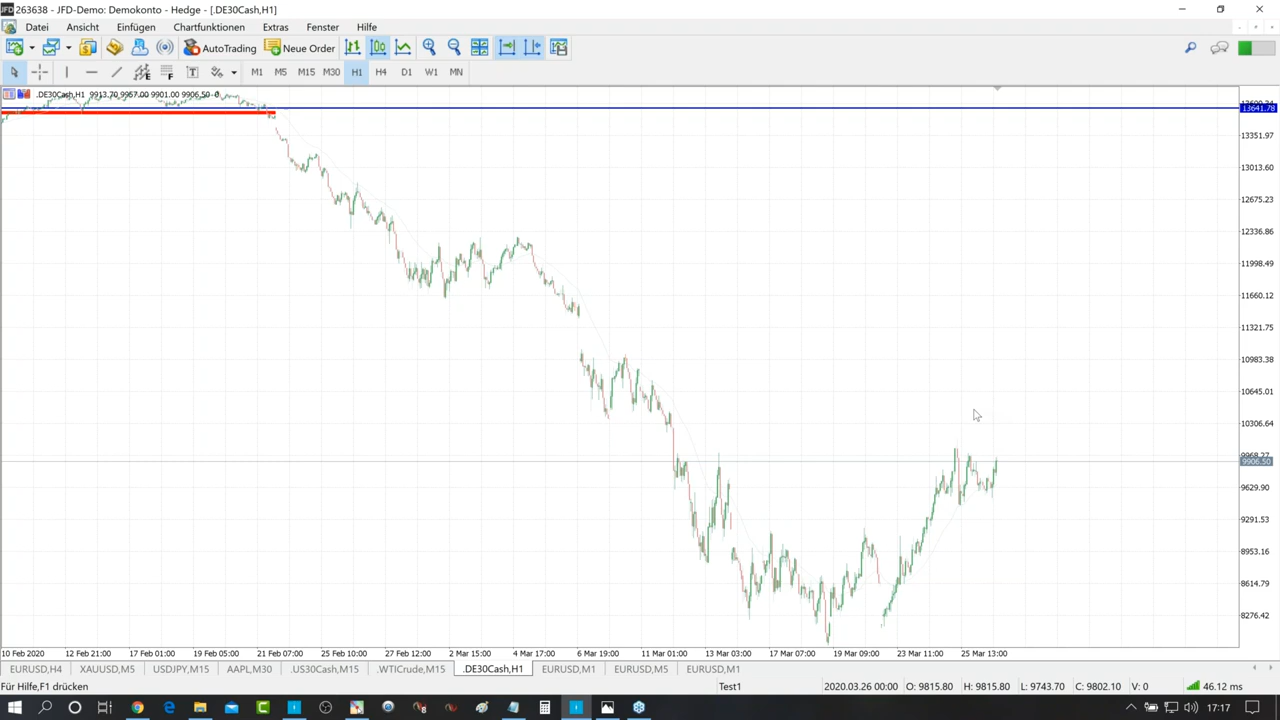 263638 - JFD-Demo: Demokonto - Hedge - [.DE30Cash,H1]
Datei Ansicht Einfügen Chartfunktionen Extras Fenster Hilfe
AutoTrading Neue Order
M1 M5 M15 M30 H1 H4 D1 W1 MN
.DE30Cash,H1 9913.70 9957.00 9901.00 9906.50
13641.78
13351.97
13013.60
12675.23
12336.86
11998.49
11660.12
11321.75
10983.38
10645.01
10306.64
9968.27
9906.50
9629.90
9291.53
8953.16
8614.79
8276.42
10 Feb 2020 12 Feb 21:00 17 Feb 01:00 19 Feb 05:00 21 Feb 07:00 25 Feb 10:00 27 Feb 12:00 2 Mar 15:00 4 Mar 17:00 6 Mar 19:00 11 Mar 01:00 13 Mar 03:00 17 Mar 07:00 19 Mar 09:00 23 Mar 11:00 25 Mar 13:00
EURUSD,H4 XAUUSD,M5 USDJPY,M15 AAPL,M30 .US30Cash,M15 .WTICrude,M15 .DE30Cash,H1 EURUSD,M1 EURUSD,M5 EURUSD,M1
Für Hilfe,F1 drücken Test1 2020.03.26 00:00 O: 9815.80 H: 9815.80 L: 9743.70 C: 9802.10 V: 0 46.12 ms
17:17